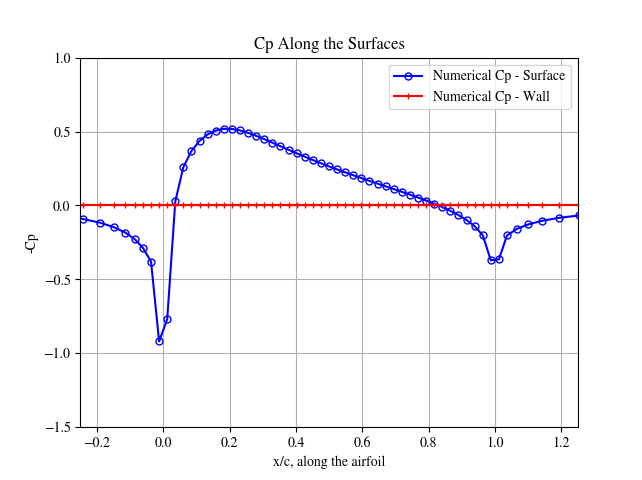 Cp Along the Surfaces
1.0
Numerical Cp - Surface
Numerical Cp - Wall
0.5
0.0
-Cp
−0.5
−1.0
−1.5
−0.2 0.0 0.2 0.4 0.6 0.8 1.0 1.2
x/c, along the airfoil